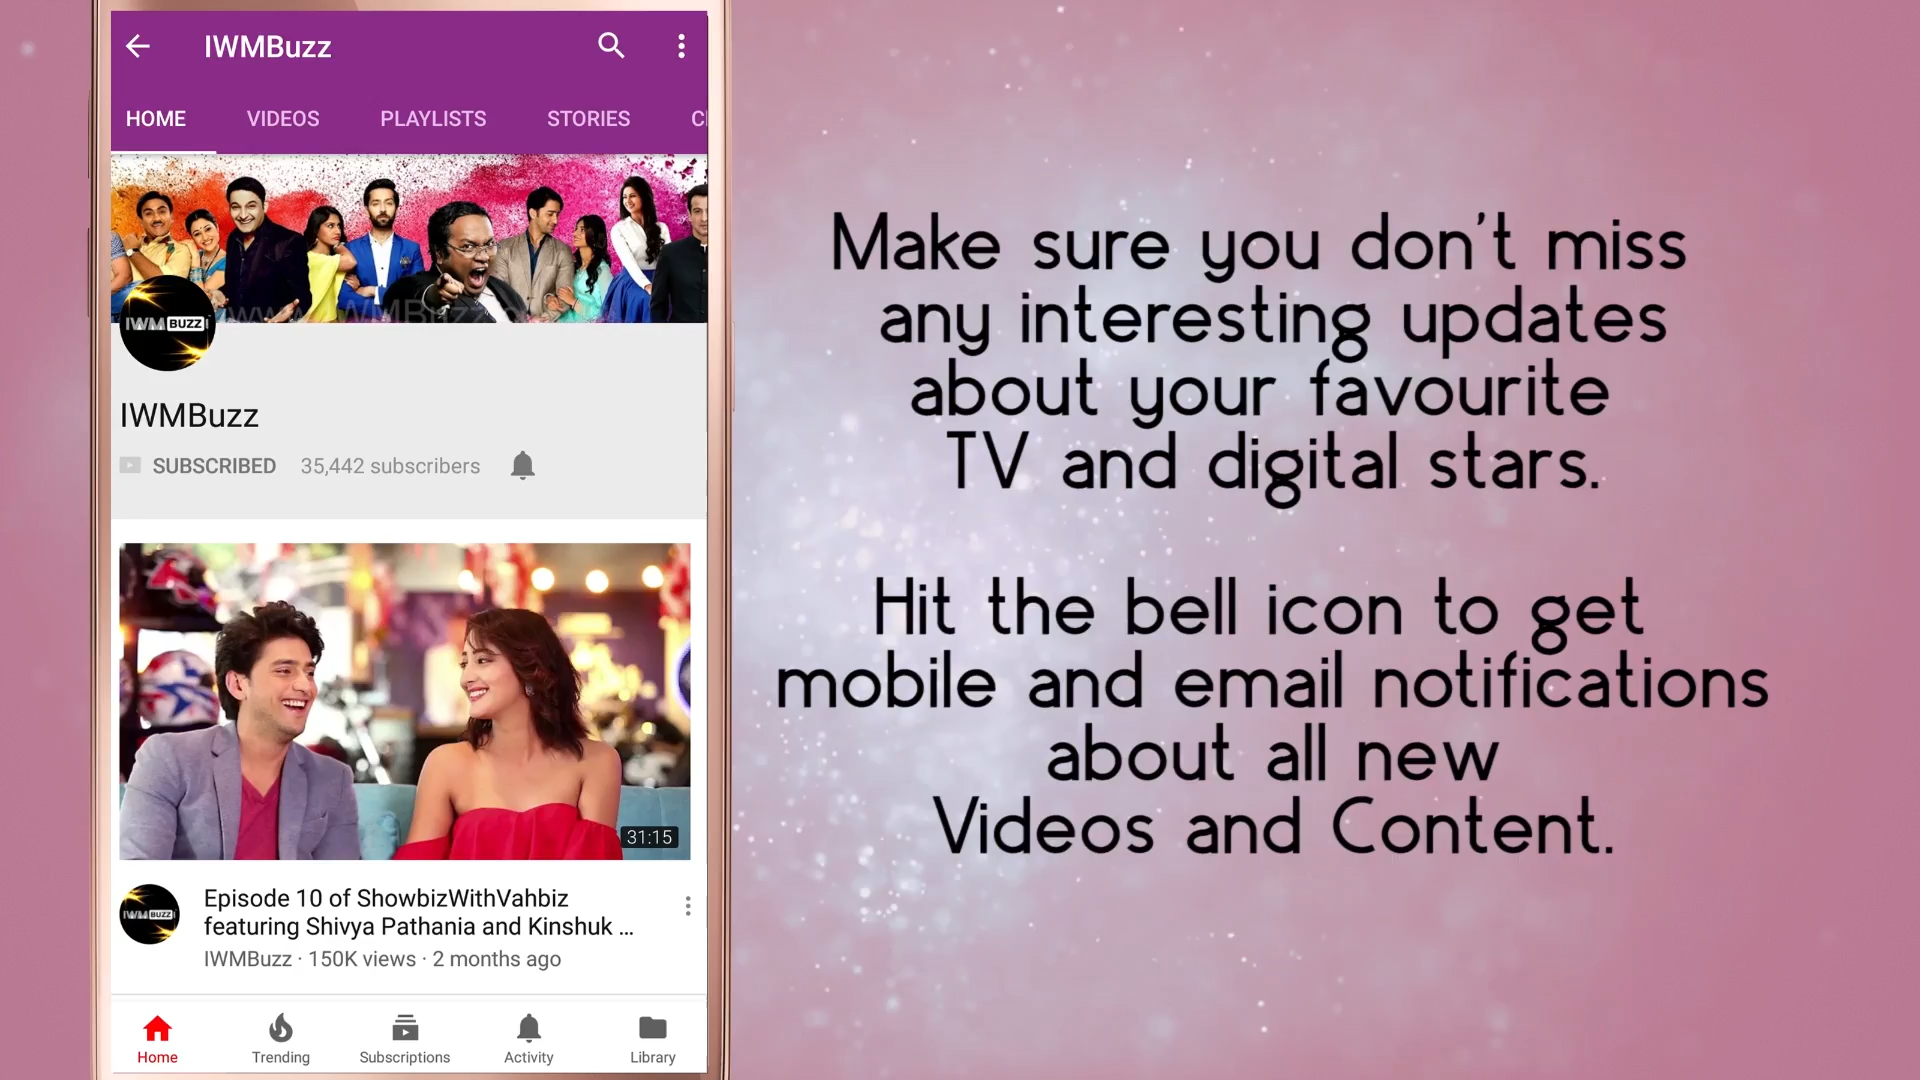 IWMBuzz
HOME VIDEOS PLAYLISTS STORIES
IWMBUZZ
IWMBuzz
SUBSCRIBED 35,442 subscribers
31:15
IWMBUZZ
Episode 10 of ShowbizWithVahbiz
featuring Shivya Pathania and Kinshuk ...
IWMBuzz · 150K views · 2 months ago
Home Trending Subscriptions Activity Library
Make sure you don't miss
any interesting updates
about your favourite
TV and digital stars.
Hit the bell icon to get
mobile and email notifications
about all new
Videos and Content.